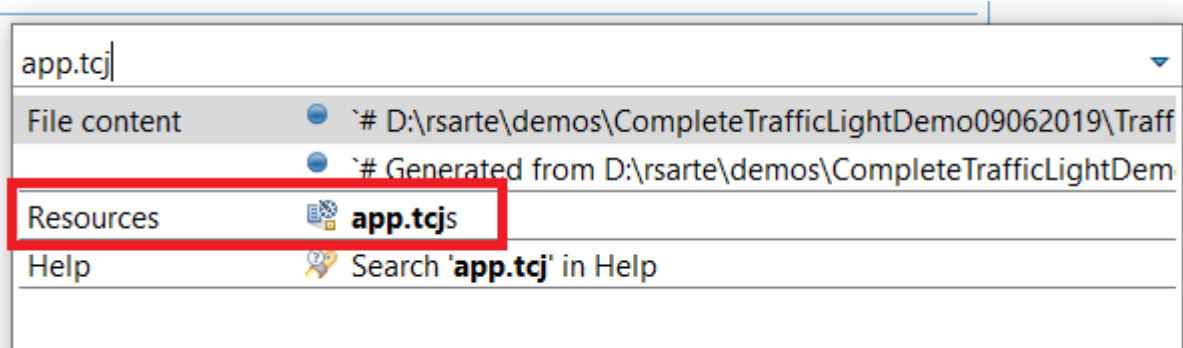 app.tcj
File content `# D:\rsarte\demos\CompleteTrafficLightDemo09062019\Traff
`# Generated from D:\rsarte\demos\CompleteTrafficLightDem
Resources app.tcjs
Help Search 'app.tcj' in Help